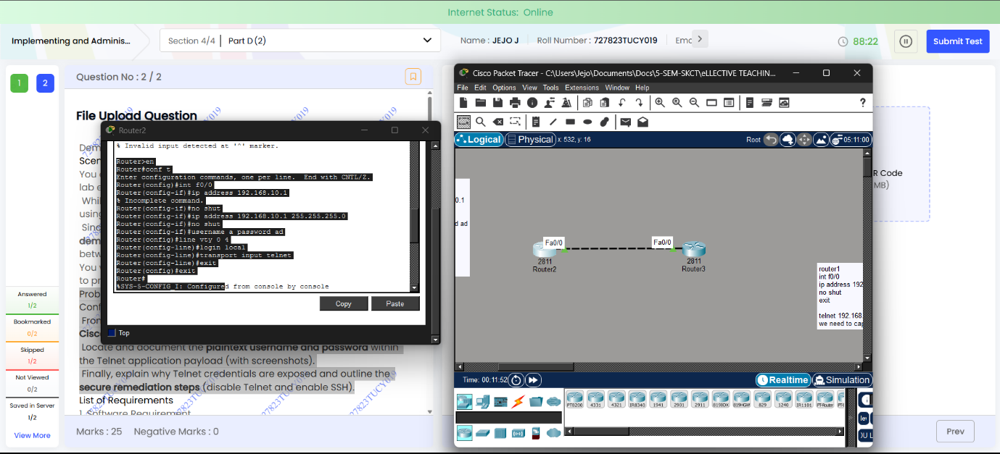 Internet Status: Online
Implementing and Adminis...
Section 4/4
Part D (2)
Name : JEJO J
Roll Number : 727823TUCY019
Ema
88:22
Submit Test
1
2
Question No : 2 / 2
File Upload Question
Scen
You
lab e
Whil
using
Sinc
dem
betw
You
to pr
Prob
Conf
Fron
Cisco
Locate and document the plaintext username and password within
the Telnet application payload (with screenshots).
Finally, explain why Telnet credentials are exposed and outline the
secure remediation steps (disable Telnet and enable SSH).
List of Requirements
1. Software Requirement
Marks : 25
Negative Marks : 0
Answered
1/2
Bookmarked
0/2
Skipped
1/2
Not Viewed
0/2
Saved in Server
1/2
View More
Router2
% Invalid input detected at '^' marker.
Router>en
Router#conf t
Enter configuration commands, one per line. End with CNTL/Z.
Router(config)#int f0/0
Router(config-if)#ip address 192.168.10.1
% Incomplete command.
Router(config-if)#no shut
Router(config-if)#ip address 192.168.10.1 255.255.255.0
Router(config-if)#no shut
Router(config-if)#username a password ad
Router(config)#line vty 0 4
Router(config-line)#login local
Router(config-line)#transport input telnet
Router(config-line)#exit
Router(config)#exit
Router#
%SYS-5-CONFIG_I: Configured from console by console
Copy
Paste
Top
Cisco Packet Tracer - C:\Users\Jejo\Documents\Docs\5-SEM-SKCT\eLLECTIVE TEACHIN...
File Edit Options View Tools Extensions Window Help
?
Logical
Physical
x: 532, y: 16
Root
05:11:00
0.1
d ad
Fa0/0
Fa0/0
2811
Router2
2811
Router3
router1
int f0/0
ip address 192
no shut
exit
telnet 192.168.
we need to cap
Time: 00:11:52
Realtime
Simulation
PT8200
4331
4321
IR8340
1941
2901
2911
819IOX
819HGW
829
1240
IR1101
PT-Router
R Code
MB)
Prev
727823TUCY019